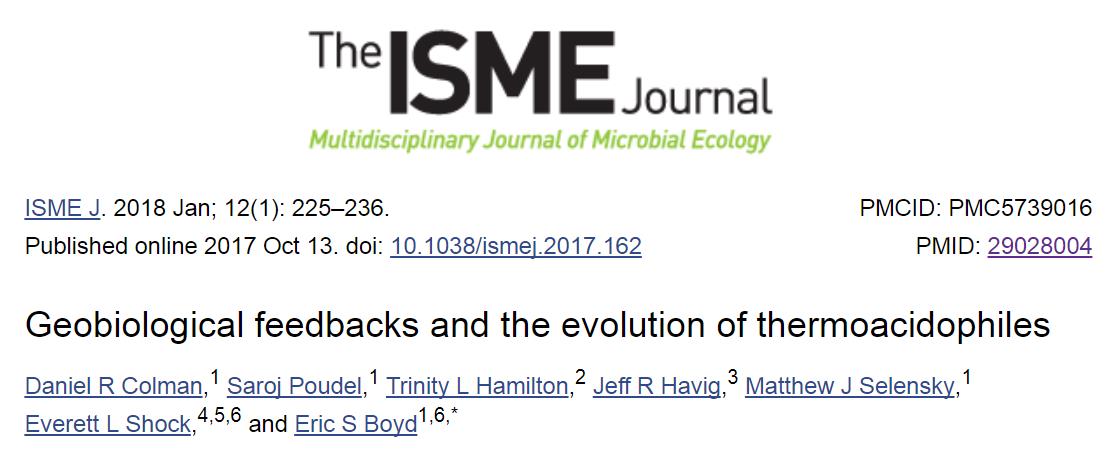 The ISME Journal
Multidisciplinary Journal of Microbial Ecology
ISME J. 2018 Jan; 12(1): 225–236.
PMCID: PMC5739016
Published online 2017 Oct 13. doi: 10.1038/ismej.2017.162
PMID: 29028004
Geobiological feedbacks and the evolution of thermoacidophiles
Daniel R Colman,1 Saroj Poudel,1 Trinity L Hamilton,2 Jeff R Havig,3 Matthew J Selensky,1
Everett L Shock,4,5,6 and Eric S Boyd1,6,*